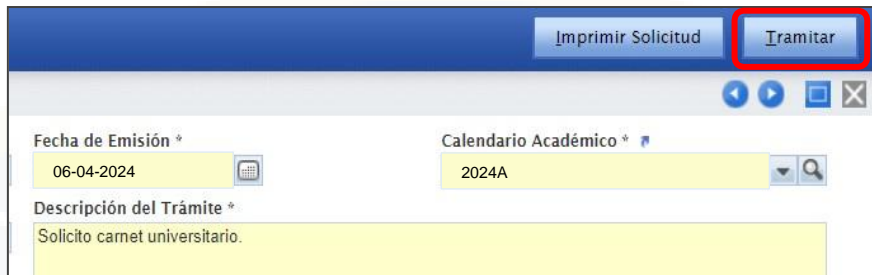 Imprimir Solicitud Tramitar
Fecha de Emisión * Calendario Académico *
06-04-2024 2024A
Descripción del Trámite *
Solicito carnet universitario.